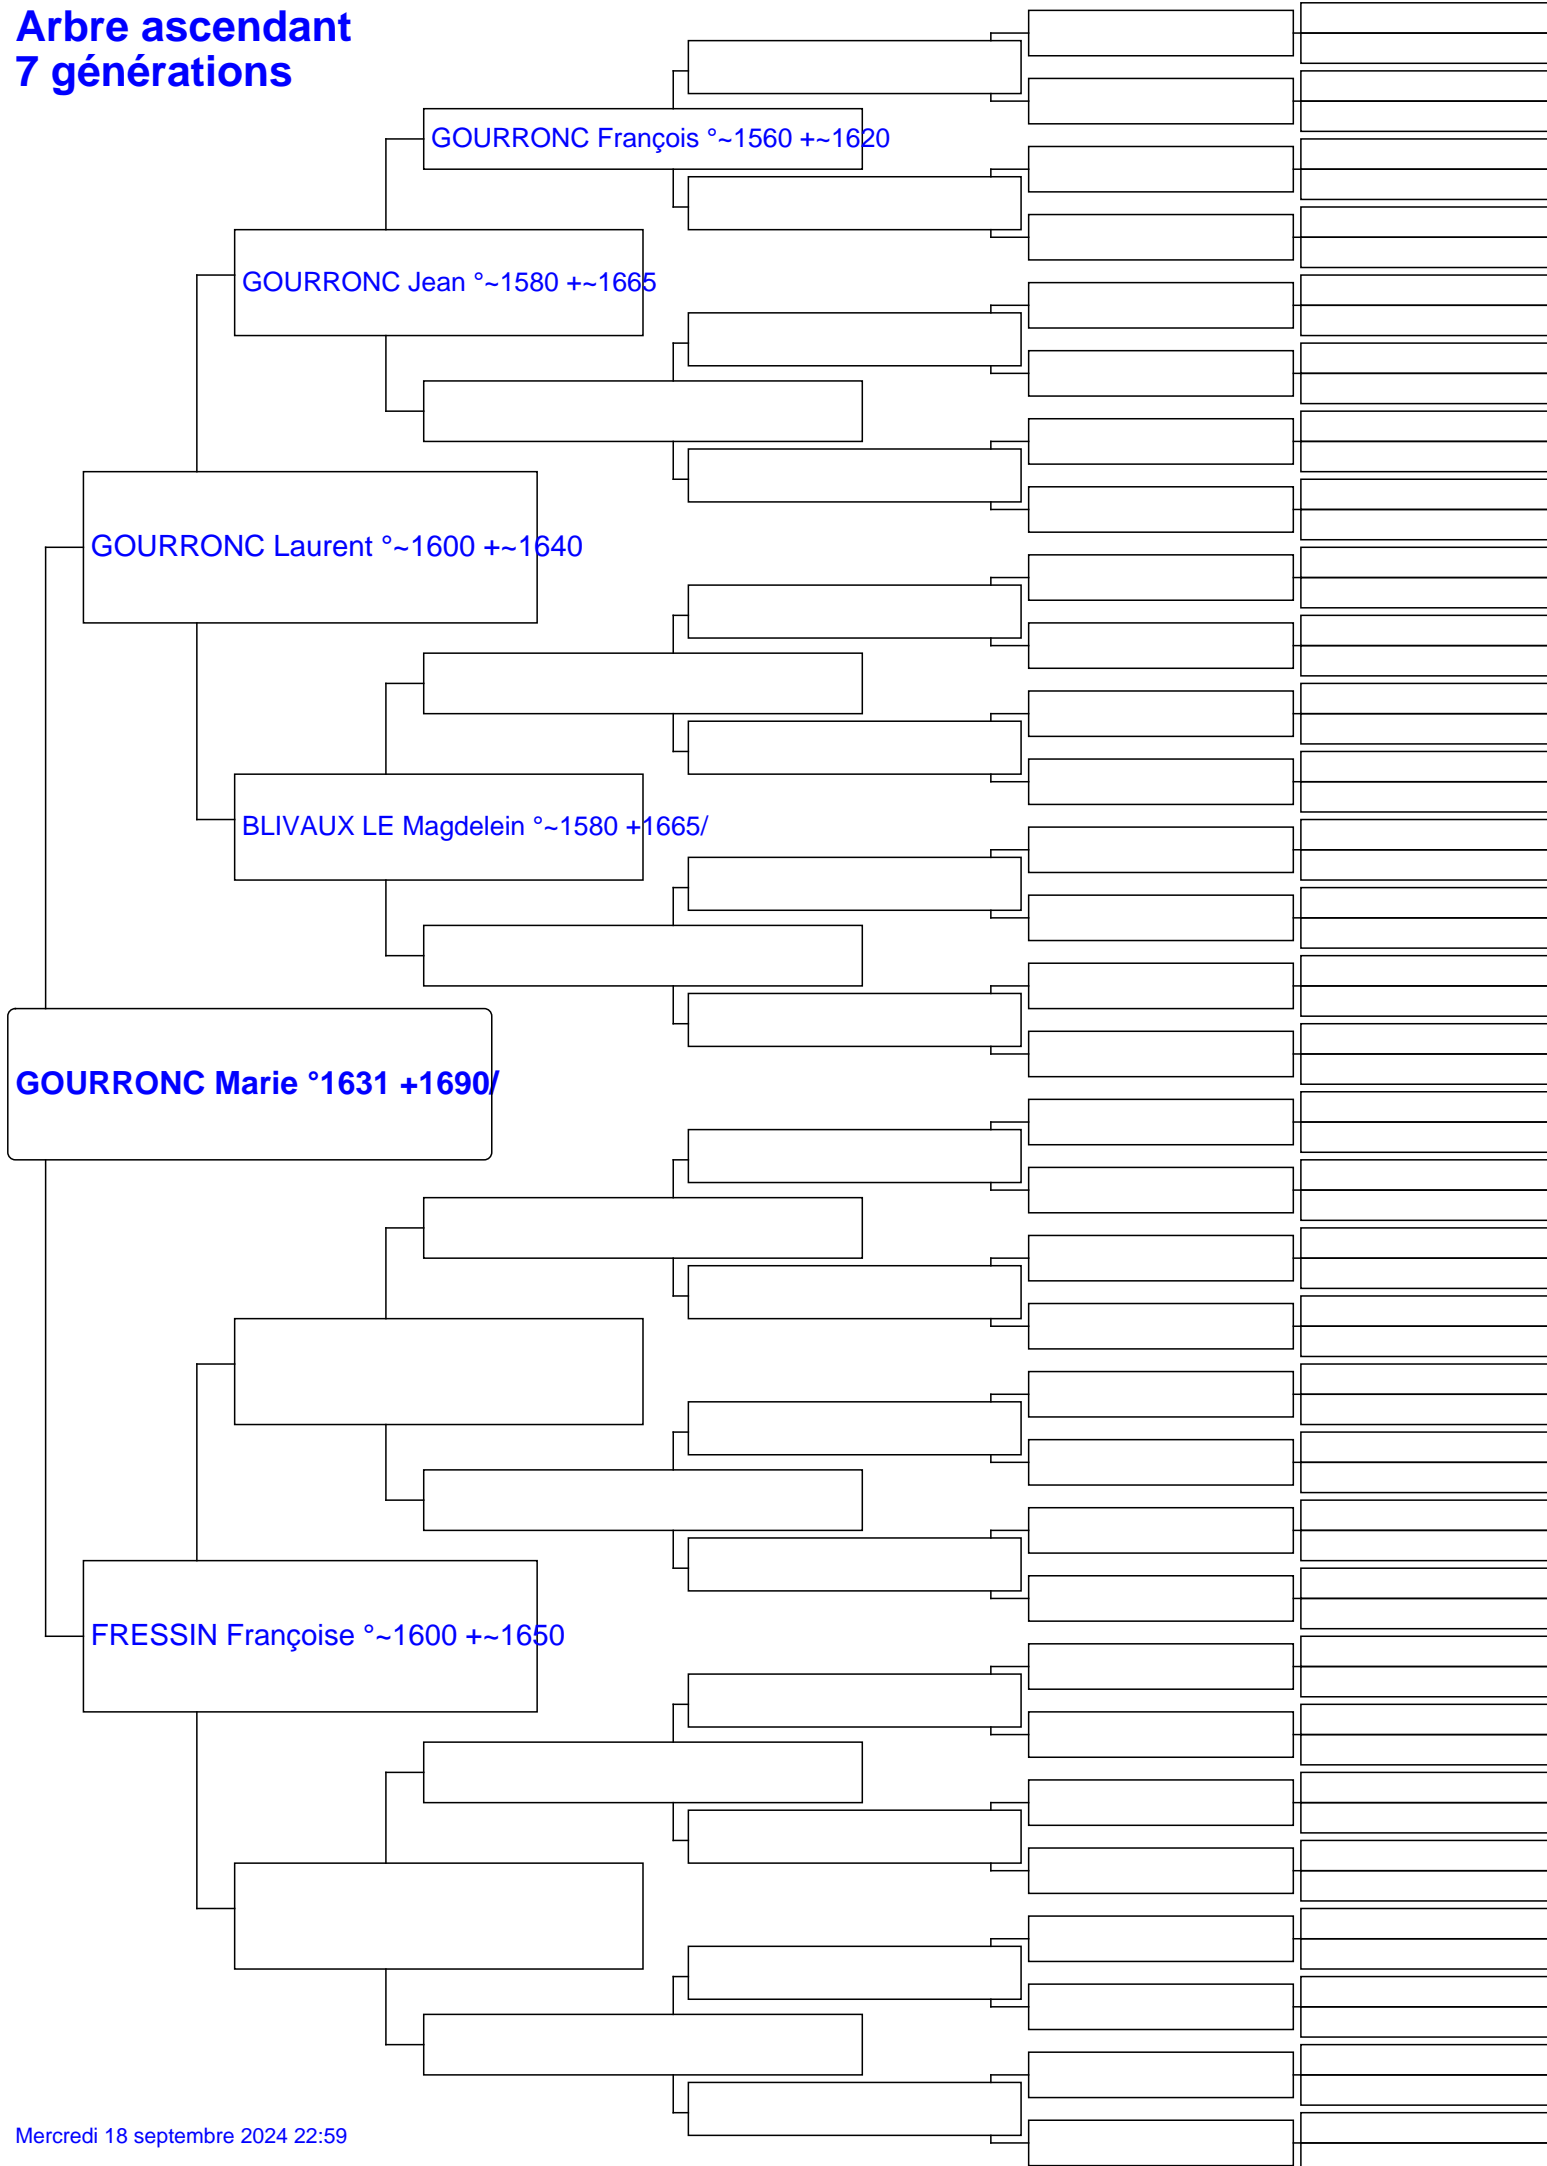 Arbre ascendant
7 générations
GOURRONC François °~1560 +~1620
GOURRONC Jean °~1580 +~1665
GOURRONC Laurent °~1600 +~1640
BLIVAUX LE Magdelein °~1580 +1665/
GOURRONC Marie °1631 +1690/
FRESSIN Françoise °~1600 +~1650
Mercredi 18 septembre 2024 22:59